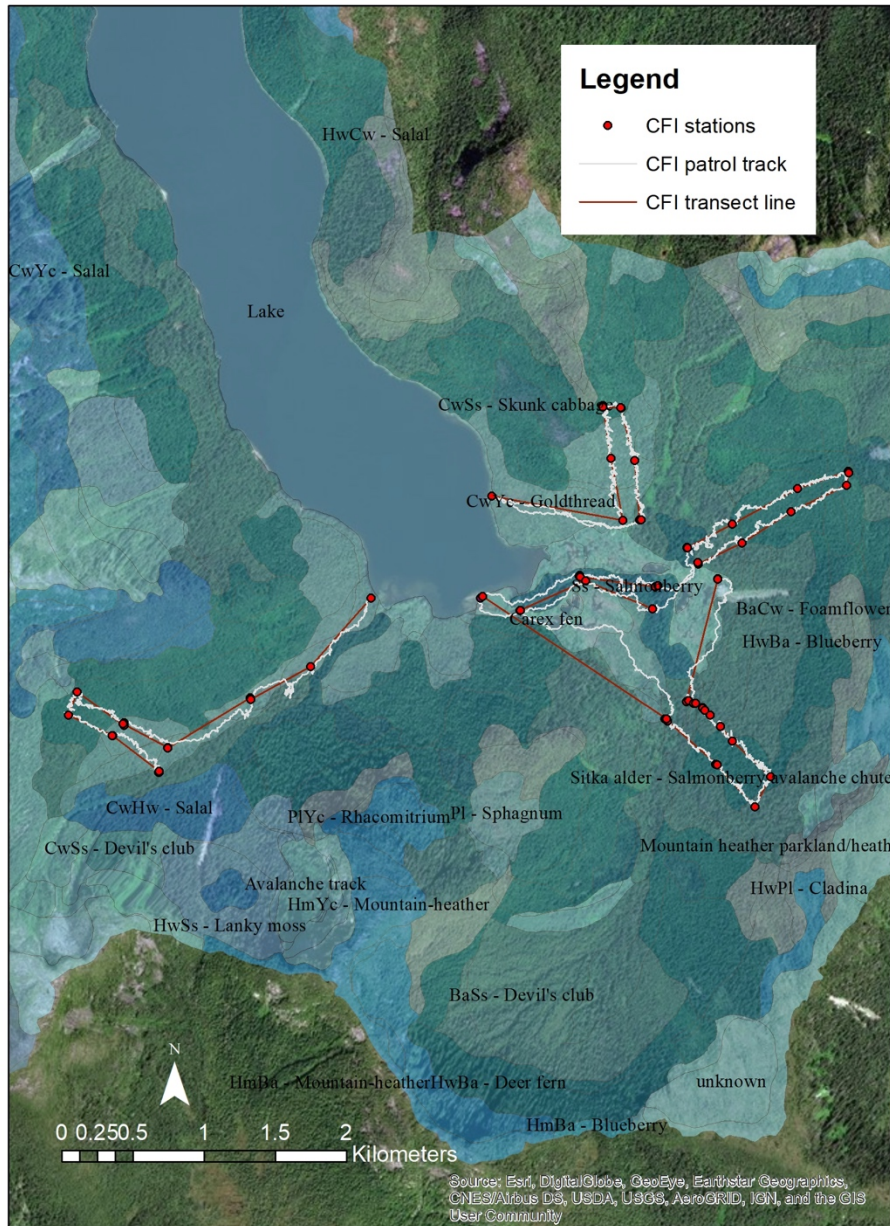 Legend
CFI stations
CFI patrol track
CFI transect line
HwCw - Salal
CwYc - Salal
Lake
CwSs - Skunk cabbag
CwYc - Goldthread
Ss - Salmonberry
Carex fen
BaCw - Foamflower
HwBa - Blueberry
Sitka alder - Salmonberry avalanche chute
CwHw - Salal
PlYc - Rhacomitrium
Pl - Sphagnum
CwSs - Devil's club
Mountain heather parkland/heath
Avalanche track
HwPl - Cladina
HmYc - Mountain-heather
HwSs - Lanky moss
BaSs - Devil's club
N
HmBa - Mountain-heather
HwBa - Deer fern
unknown
HmBa - Blueberry
0 0.25 0.5 1 2
Kilometers
Source: Esri, DigitalGlobe, GeoEye, Earthstar Geographics,
CNES/Airbus DS, USDA, USGS, AeroGRID, IGN, and the GIS
User Community